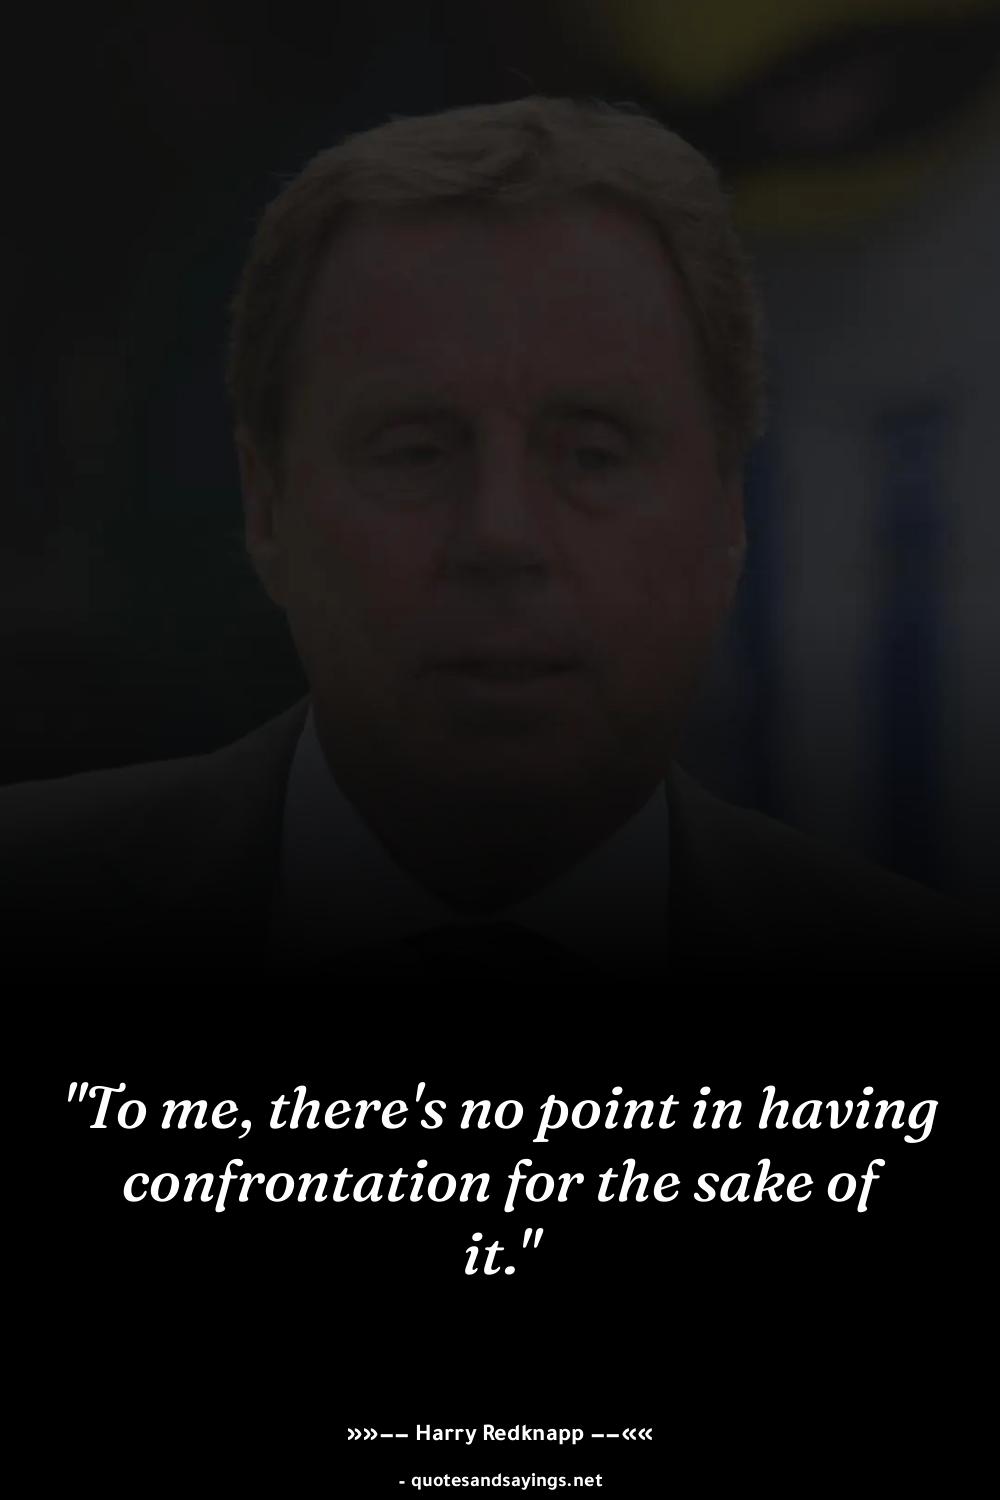 "To me, there's no point in having
confrontation for the sake of
it."
»»−− Harry Redknapp −−««
- quotesandsayings.net